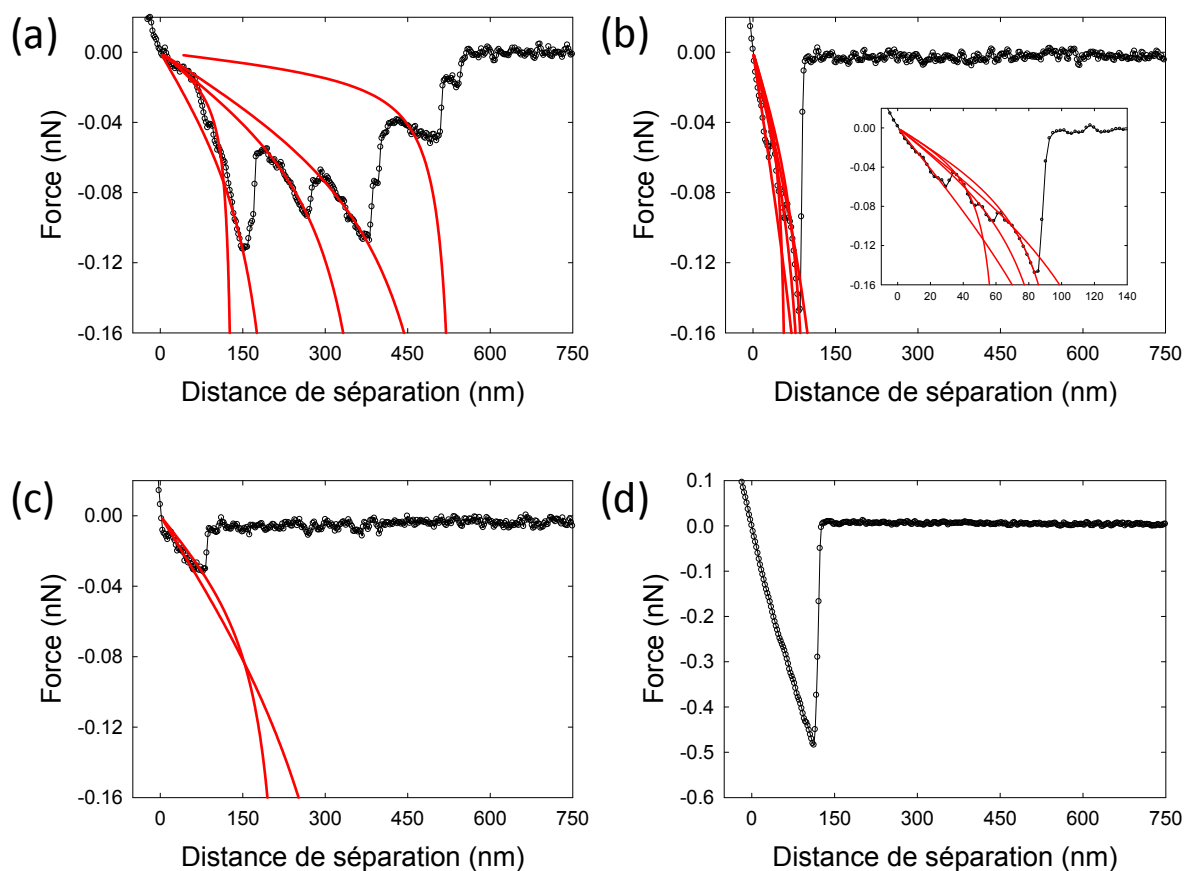 (a)
0.00
-0.04
-0.08
-0.12
-0.16
Force (nN)
0 150 300 450 600 750
Distance de séparation (nm)
(b)
0.00
-0.04
-0.08
-0.12
-0.16
Force (nN)
0 150 300 450 600 750
Distance de séparation (nm)
0.00
-0.04
-0.08
-0.12
-0.16
0 20 40 60 80 100 120 140
(c)
0.00
-0.04
-0.08
-0.12
-0.16
Force (nN)
0 150 300 450 600 750
Distance de séparation (nm)
(d)
0.1
0.0
-0.1
-0.2
-0.3
-0.4
-0.5
-0.6
Force (nN)
0 150 300 450 600 750
Distance de séparation (nm)